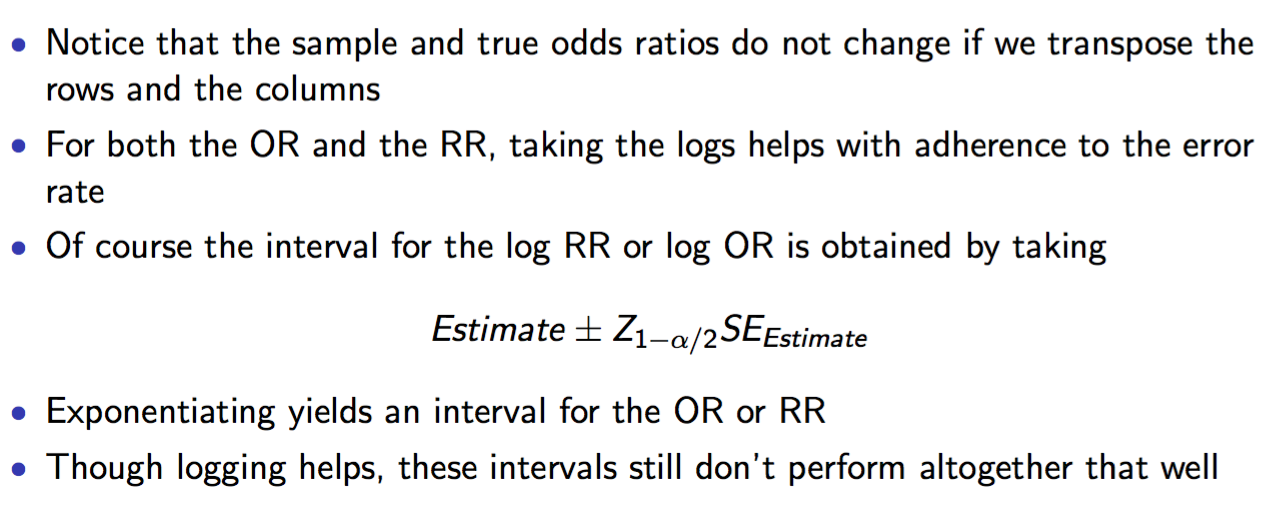 • Notice that the sample and true odds ratios do not change if we transpose the
rows and the columns
• For both the OR and the RR, taking the logs helps with adherence to the error
rate
• Of course the interval for the log RR or log OR is obtained by taking
Estimate ± Z_{1−α/2}SE_{Estimate}
• Exponentiating yields an interval for the OR or RR
• Though logging helps, these intervals still don't perform altogether that well